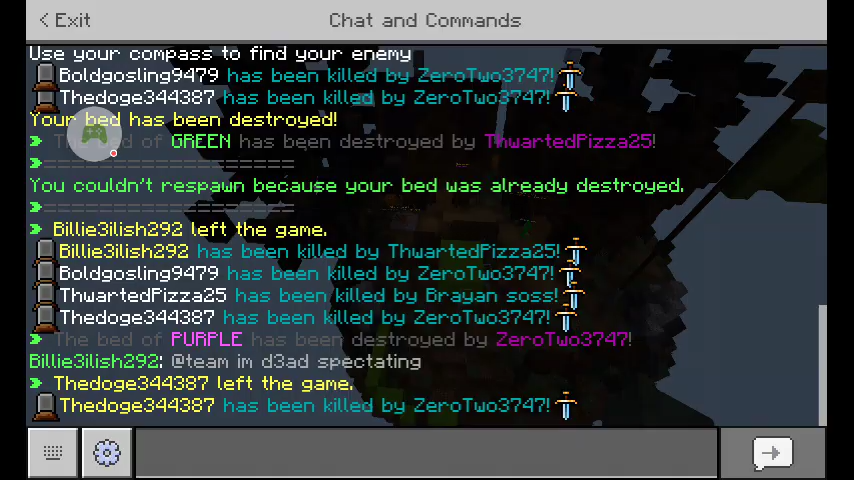 Exit
Chat and Commands
Use your compass to find your enemy
Boldgosling9479 has been killed by ZeroTwo3747!
Thedoge344387 has been killed by ZeroTwo3747!
Your bed has been destroyed!
The bed of GREEN has been destroyed by ThwartedPizza25!
====================
You couldn't respawn because your bed was already destroyed.
====================
Billie3ilish292 left the game.
Billie3ilish292 has been killed by ThwartedPizza25!
Boldgosling9479 has been killed by ZeroTwo3747!
ThwartedPizza25 has been killed by Brayan soss!
Thedoge344387 has been killed by ZeroTwo3747!
The bed of PURPLE has been destroyed by ZeroTwo3747!
Billie3ilish292: @team im d3ad spectating
Thedoge344387 left the game.
Thedoge344387 has been killed by ZeroTwo3747!